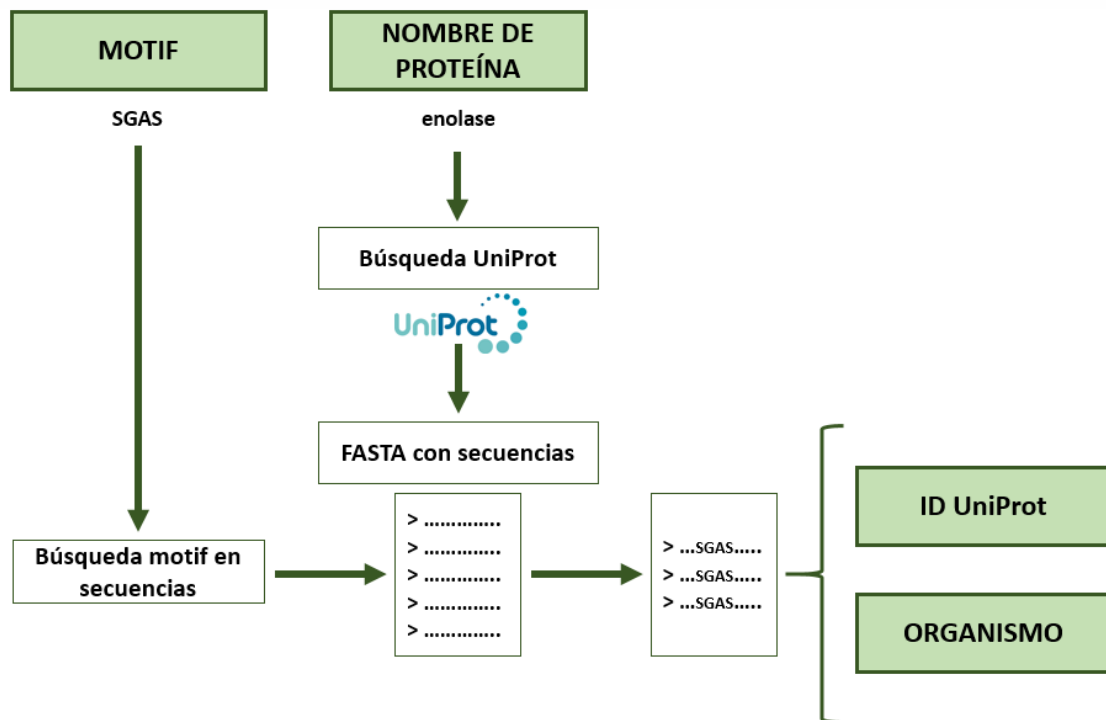 MOTIF
SGAS
NOMBRE DE
PROTEÍNA
enolase
Búsqueda UniProt
UniProt
FASTA con secuencias
Búsqueda motif en
secuencias
> .............
> .............
> .............
> .............
> .............
> ...SGAS.....
> ...SGAS.....
> ...SGAS.....
ID UniProt
ORGANISMO